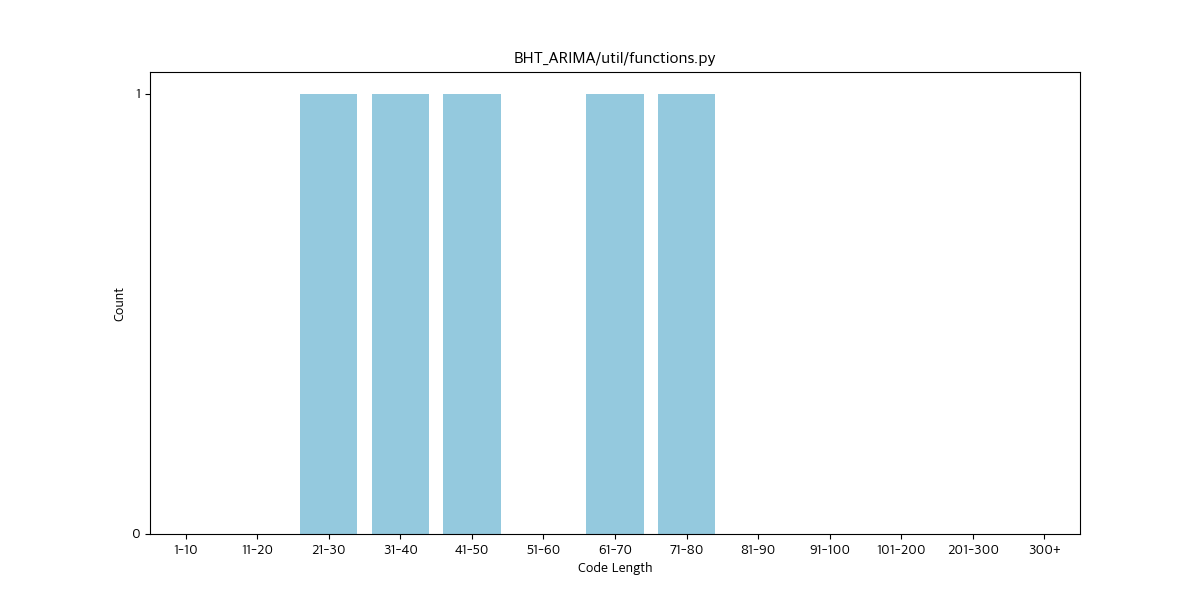 BHT_ARIMA/util/functions.py
1
Count
0
1-10 11-20 21-30 31-40 41-50 51-60 61-70 71-80 81-90 91-100 101-200 201-300 300+
Code Length